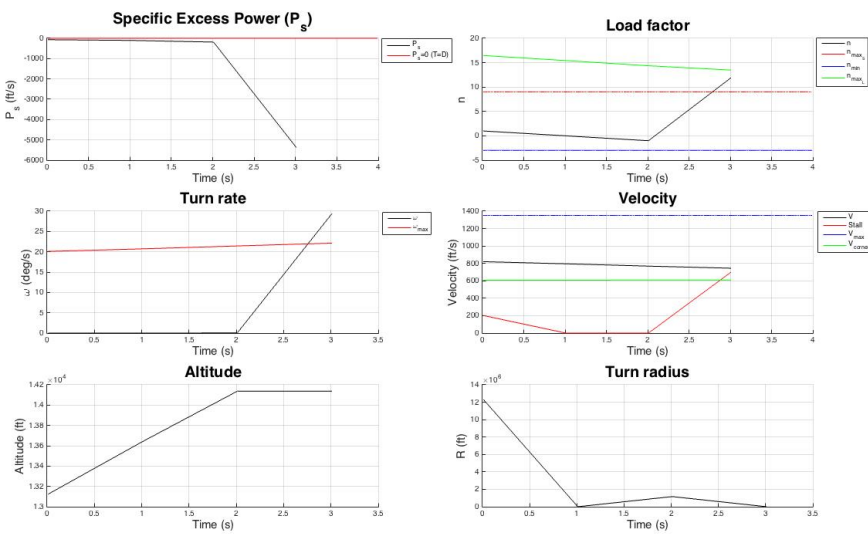 Specific Excess Power (P_s)
P_s (ft/s)
0
-1000
-2000
-3000
-4000
-5000
-6000
0 0.5 1 1.5 2 2.5 3 3.5 4
Time (s)
P_s
P_s=0 (T=D)
Load factor
n
20
15
10
5
0
-5
0 0.5 1 1.5 2 2.5 3 3.5 4
Time (s)
n
n_max_s
n_min
n_max_L
Turn rate
ω (deg/s)
30
25
20
15
10
5
0
0 0.5 1 1.5 2 2.5 3 3.5
Time (s)
ω
ω_max
Velocity
Velocity (ft/s)
1400
1200
1000
800
600
400
200
0
0 0.5 1 1.5 2 2.5 3 3.5 4
Time (s)
V
Stall
V_max
V_corner
Altitude
×10⁴
Altitude (ft)
1.42
1.4
1.38
1.36
1.34
1.32
1.3
0 0.5 1 1.5 2 2.5 3 3.5
Time (s)
Turn radius
R (ft)
14
12
10
8
6
4
2
0
0 0.5 1 1.5 2 2.5 3 3.5
Time (s)